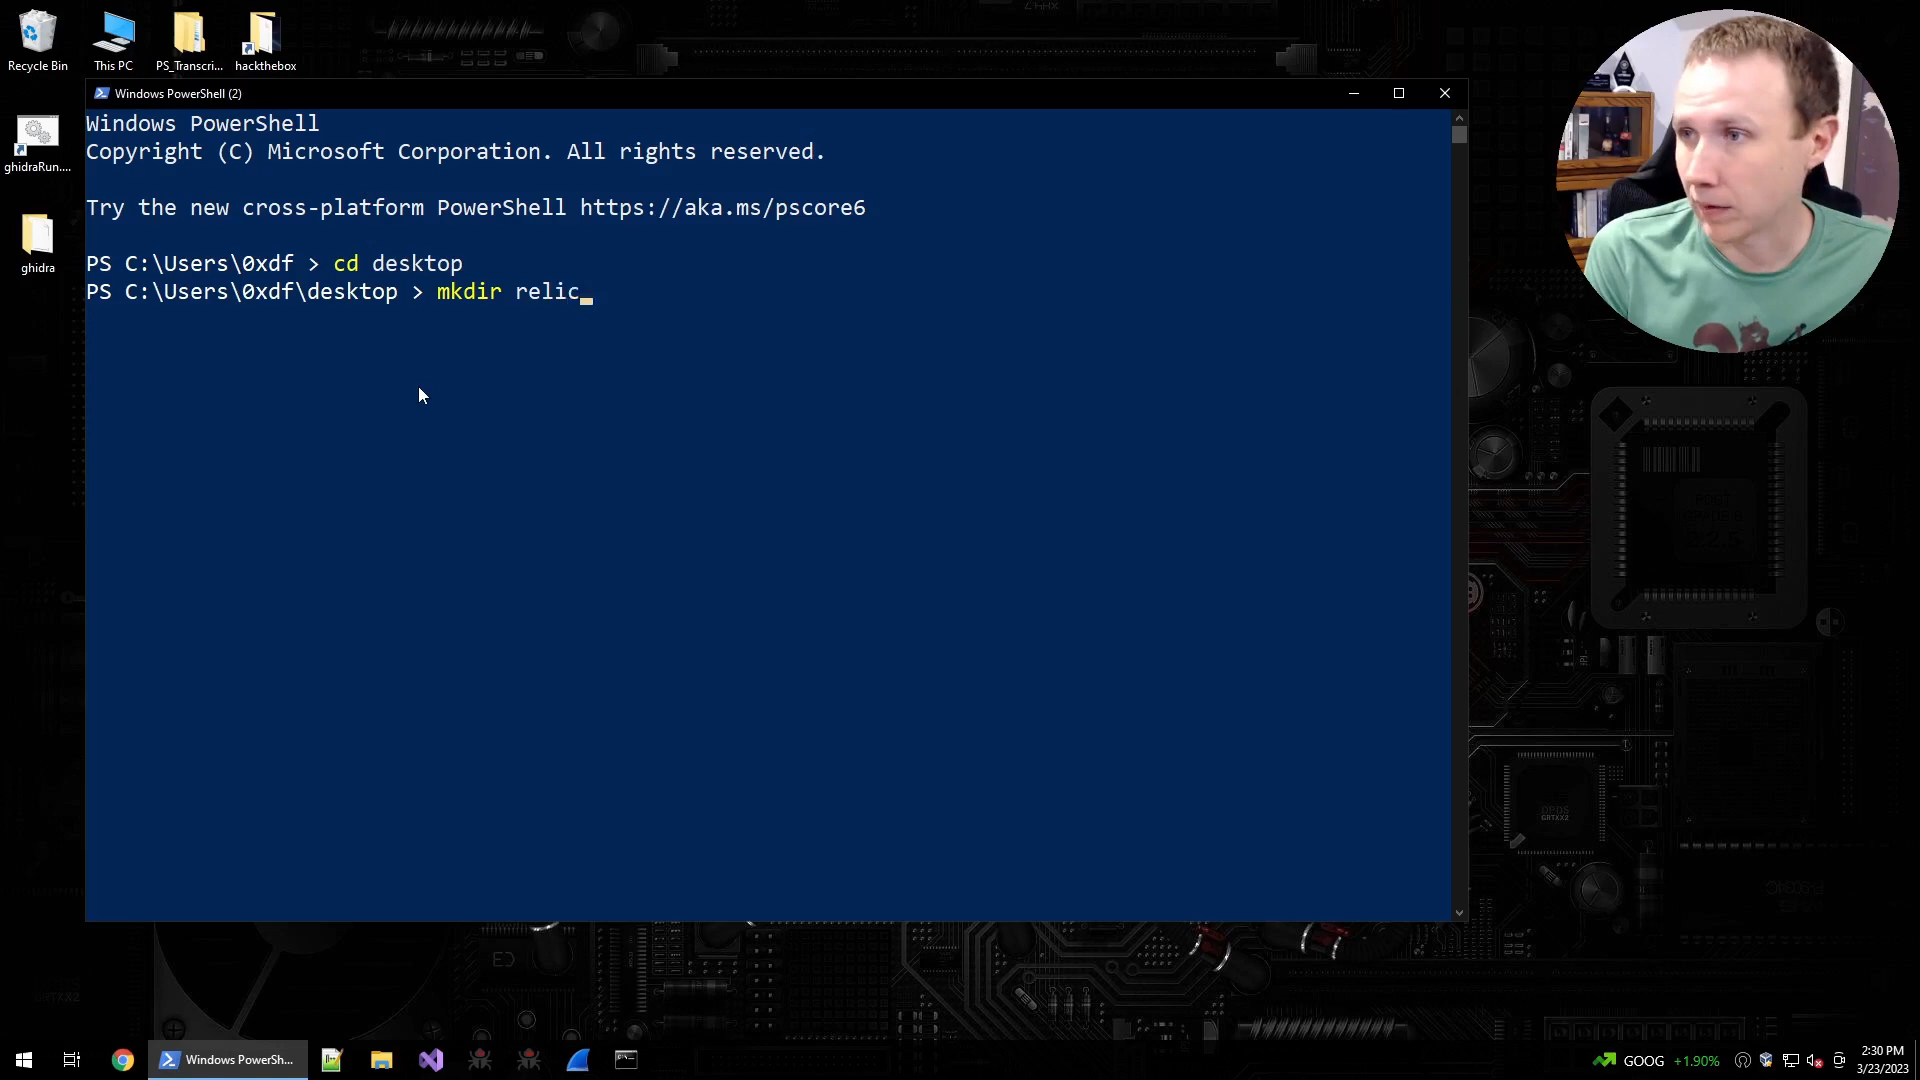 Recycle Bin
This PC
PS_Transcri...
hackthebox
ghidraRun....
ghidra
Windows PowerShell (2)
Windows PowerShell
Copyright (C) Microsoft Corporation. All rights reserved.
Try the new cross-platform PowerShell https://aka.ms/pscore6
PS C:\Users\0xdf > cd desktop
PS C:\Users\0xdf\desktop > mkdir relic
Windows PowerSh...
GOOG +1.90%
2:30 PM
3/23/2023